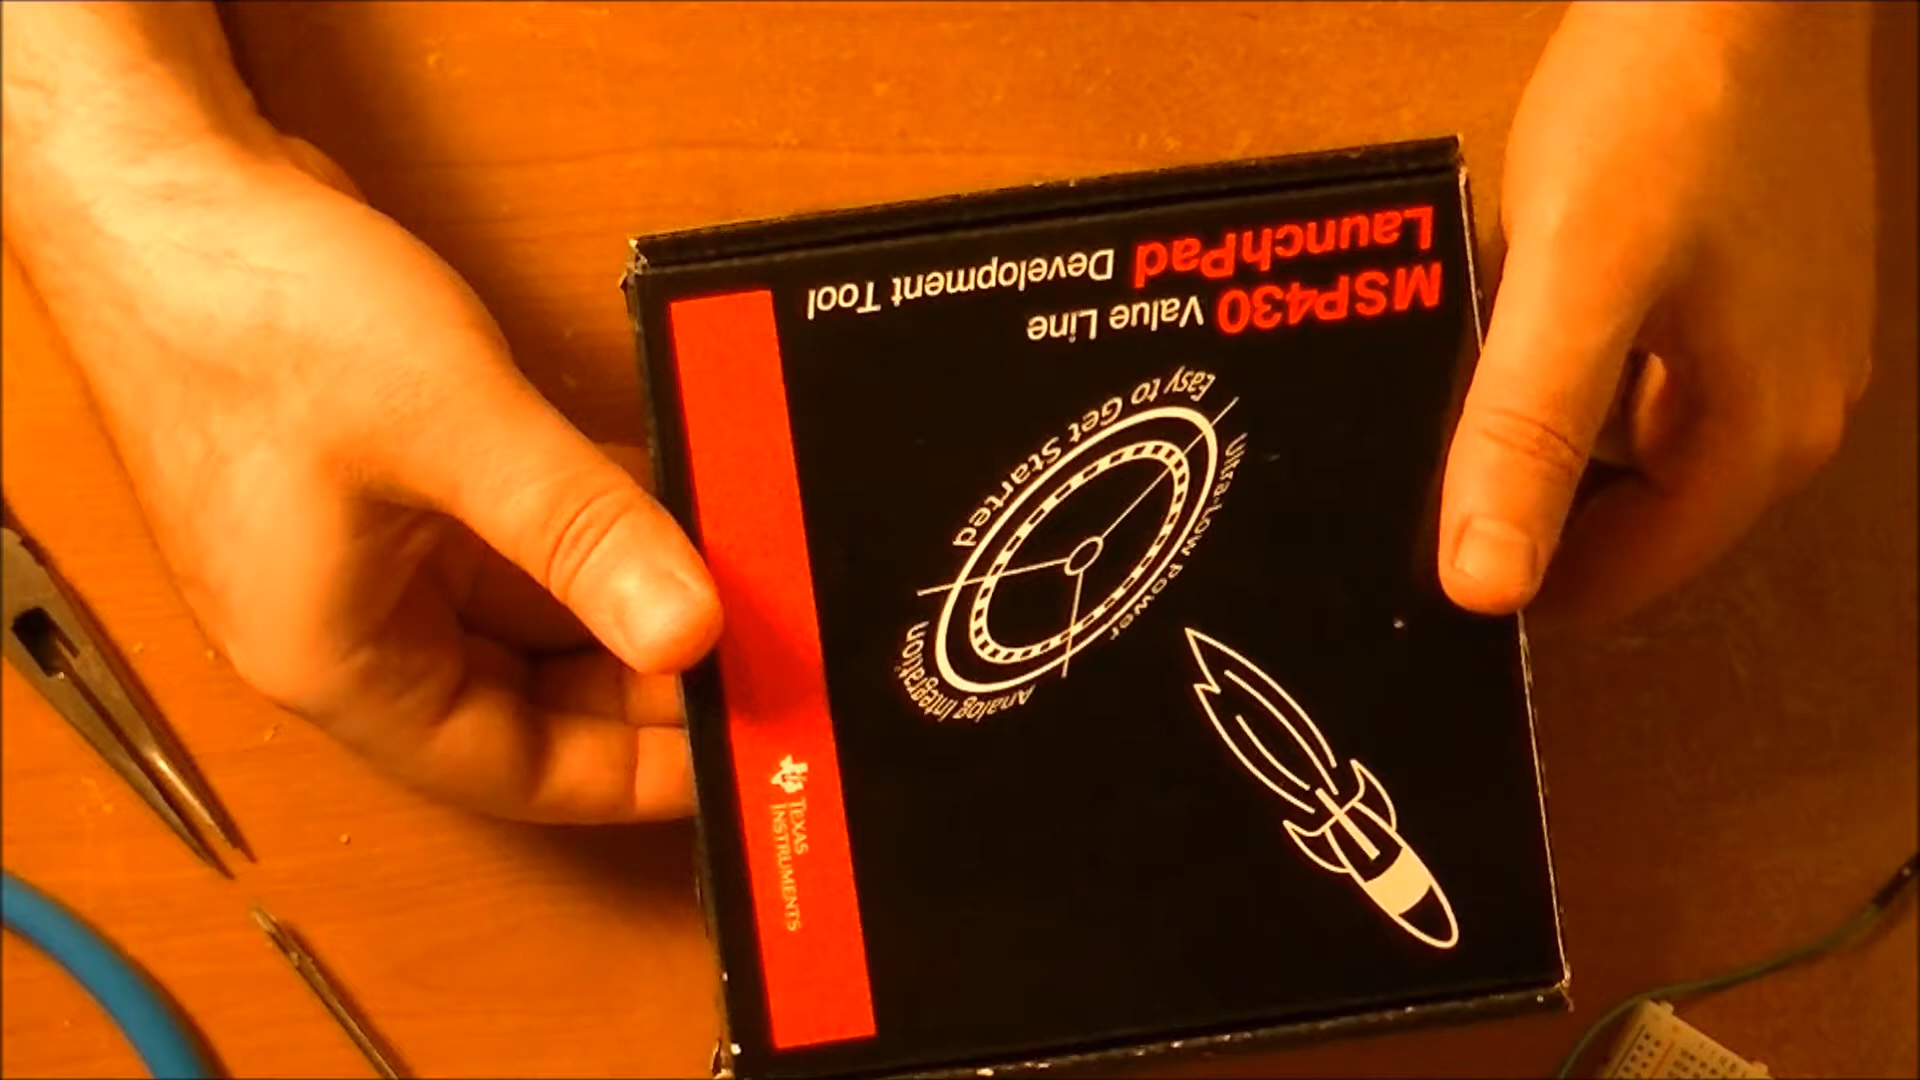 MSP430 Value Line
LaunchPad Development Tool
Easy to Get Started
Ultra-Low Power
Analog Integration
TEXAS
INSTRUMENTS